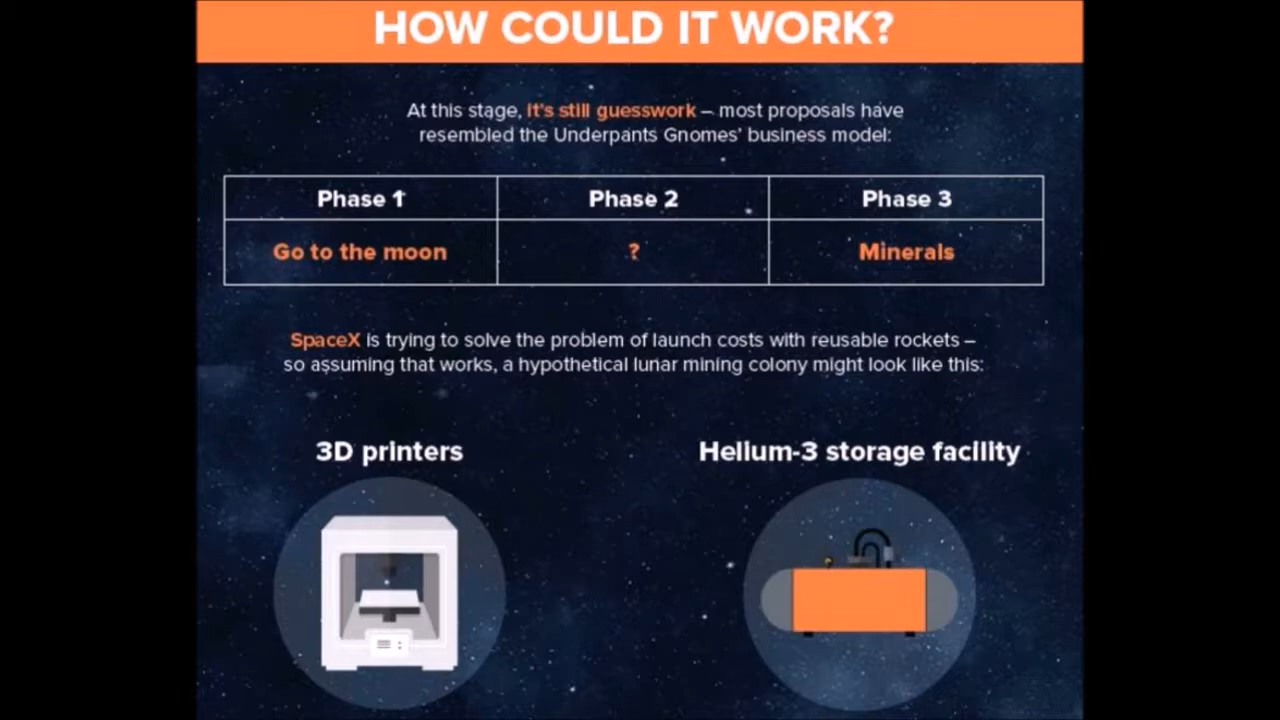 HOW COULD IT WORK?
At this stage, it's still guesswork – most proposals have
resembled the Underpants Gnomes' business model:
Phase 1 Phase 2 Phase 3
Go to the moon ? Minerals
SpaceX is trying to solve the problem of launch costs with reusable rockets –
so assuming that works, a hypothetical lunar mining colony might look like this:
3D printers Helium-3 storage facility